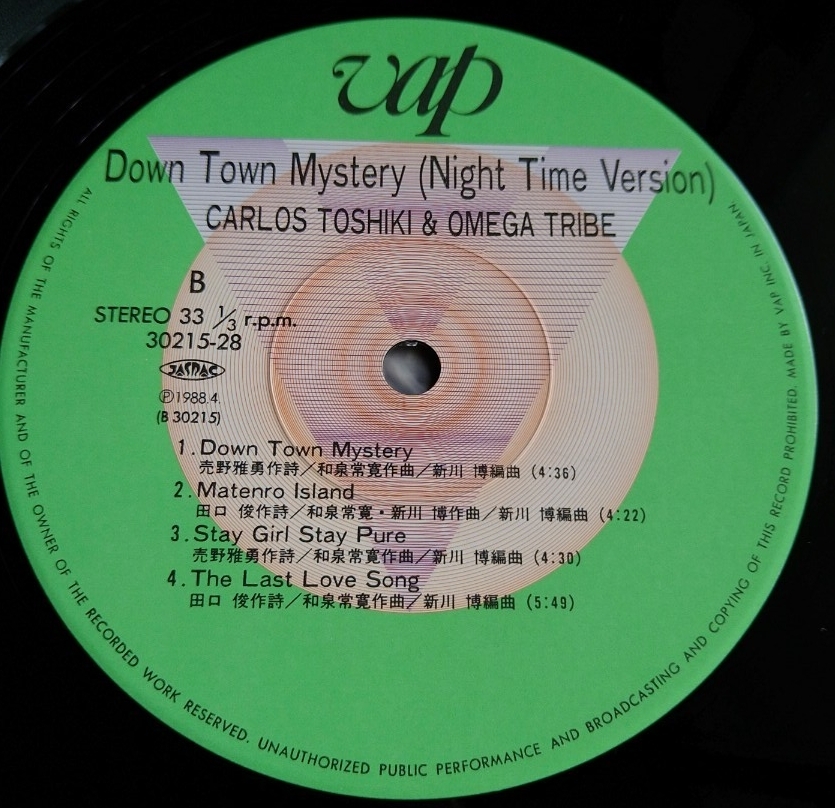 vap
Down Town Mystery (Night Time Version)
CARLOS TOSHIKI & OMEGA TRIBE
B
STEREO 33 1/3 r.p.m.
30215-28
JASRAC
Ⓟ1988.4.
(B 30215)
1. Down Town Mystery
売野雅勇作詩／和泉常寛作曲／新川 博編曲 (4:36)
2. Matenro Island
田口 俊作詩／和泉常寛・新川 博作曲／新川 博編曲 (4:22)
3. Stay Girl Stay Pure
売野雅勇作詩／和泉常寛作曲／新川 博編曲 (4:30)
4. The Last Love Song
田口 俊作詩／和泉常寛作曲／新川 博編曲 (5:49)
ALL RIGHTS OF THE MANUFACTURER AND OF THE OWNER OF THE RECORDED WORK RESERVED. UNAUTHORIZED PUBLIC PERFORMANCE AND BROADCASTING AND COPYING OF THIS RECORD PROHIBITED. MADE BY VAP INC. IN JAPAN